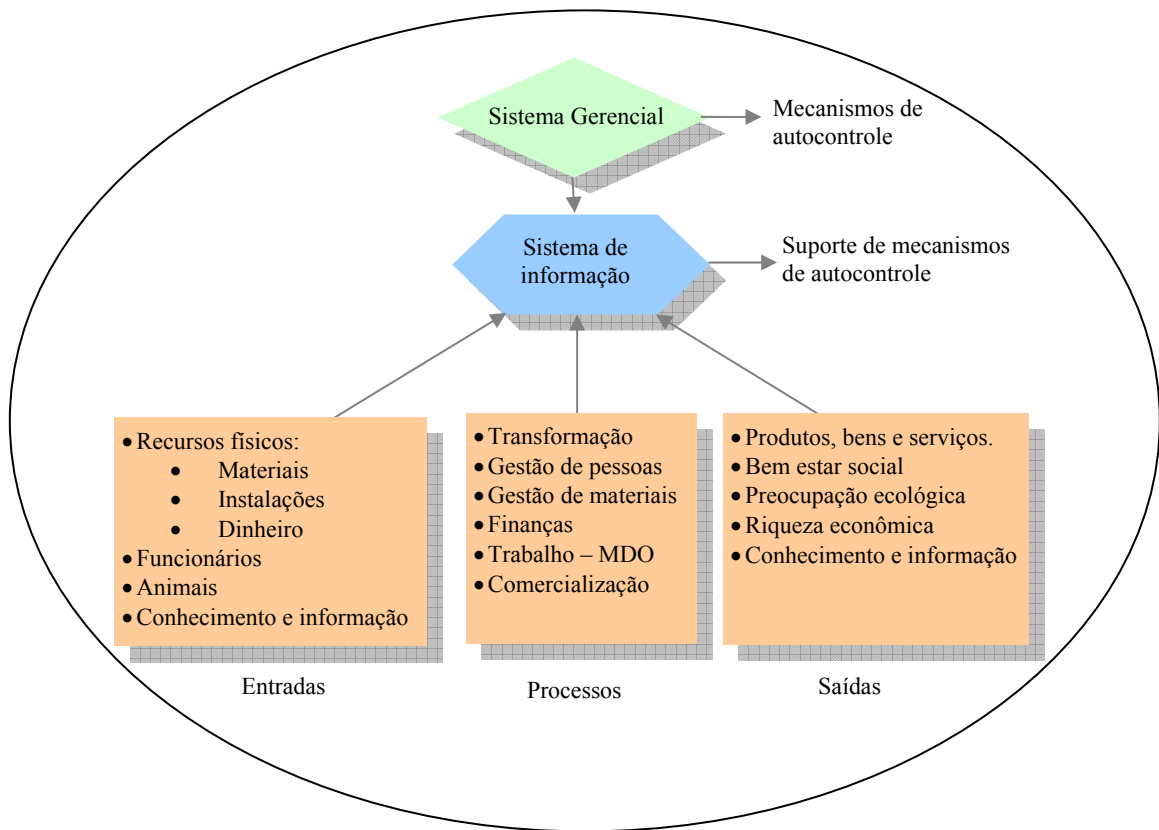 Sistema Gerencial
Mecanismos de
autocontrole
Sistema de
informação
Suporte de mecanismos
de autocontrole
• Recursos físicos:
• Materiais
• Instalações
• Dinheiro
• Funcionários
• Animais
• Conhecimento e informação
Entradas
• Transformação
• Gestão de pessoas
• Gestão de materiais
• Finanças
• Trabalho – MDO
• Comercialização
Processos
• Produtos, bens e serviços.
• Bem estar social
• Preocupação ecológica
• Riqueza econômica
• Conhecimento e informação
Saídas